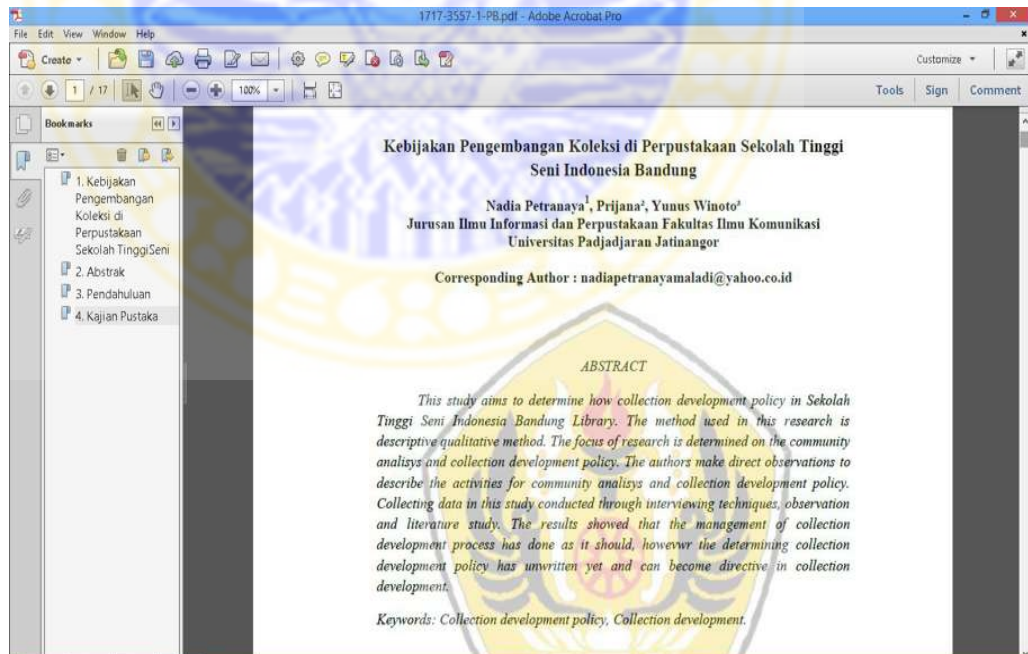 1717-3557-1-PB.pdf - Adobe Acrobat Pro
File Edit View Window Help
Create
Customize
1 / 17
100%
Tools Sign Comment
Bookmarks
1. Kebijakan
Pengembangan
Koleksi di
Perpustakaan
Sekolah TinggiSeni
2. Abstrak
3. Pendahuluan
4. Kajian Pustaka
Kebijakan Pengembangan Koleksi di Perpustakaan Sekolah Tinggi
Seni Indonesia Bandung
Nadia Petranaya¹, Prijana², Yunus Winoto³
Jurusan Ilmu Informasi dan Perpustakaan Fakultas Ilmu Komunikasi
Universitas Padjadjaran Jatinangor
Corresponding Author : nadiapetranayamaladi@yahoo.co.id
ABSTRACT
This study aims to determine how collection development policy in Sekolah
Tinggi Seni Indonesia Bandung Library. The method used in this research is
descriptive qualitative method. The focus of research is determined on the community
analisys and collection development policy. The authors make direct observations to
describe the activities for community analisys and collection development policy.
Collecting data in this study conducted through interviewing techniques, observation
and literature study. The results showed that the management of collection
development process has done as it should, howevwr the determining collection
development policy has unwritten yet and can become directive in collection
development.
Keywords: Collection development policy, Collection development.